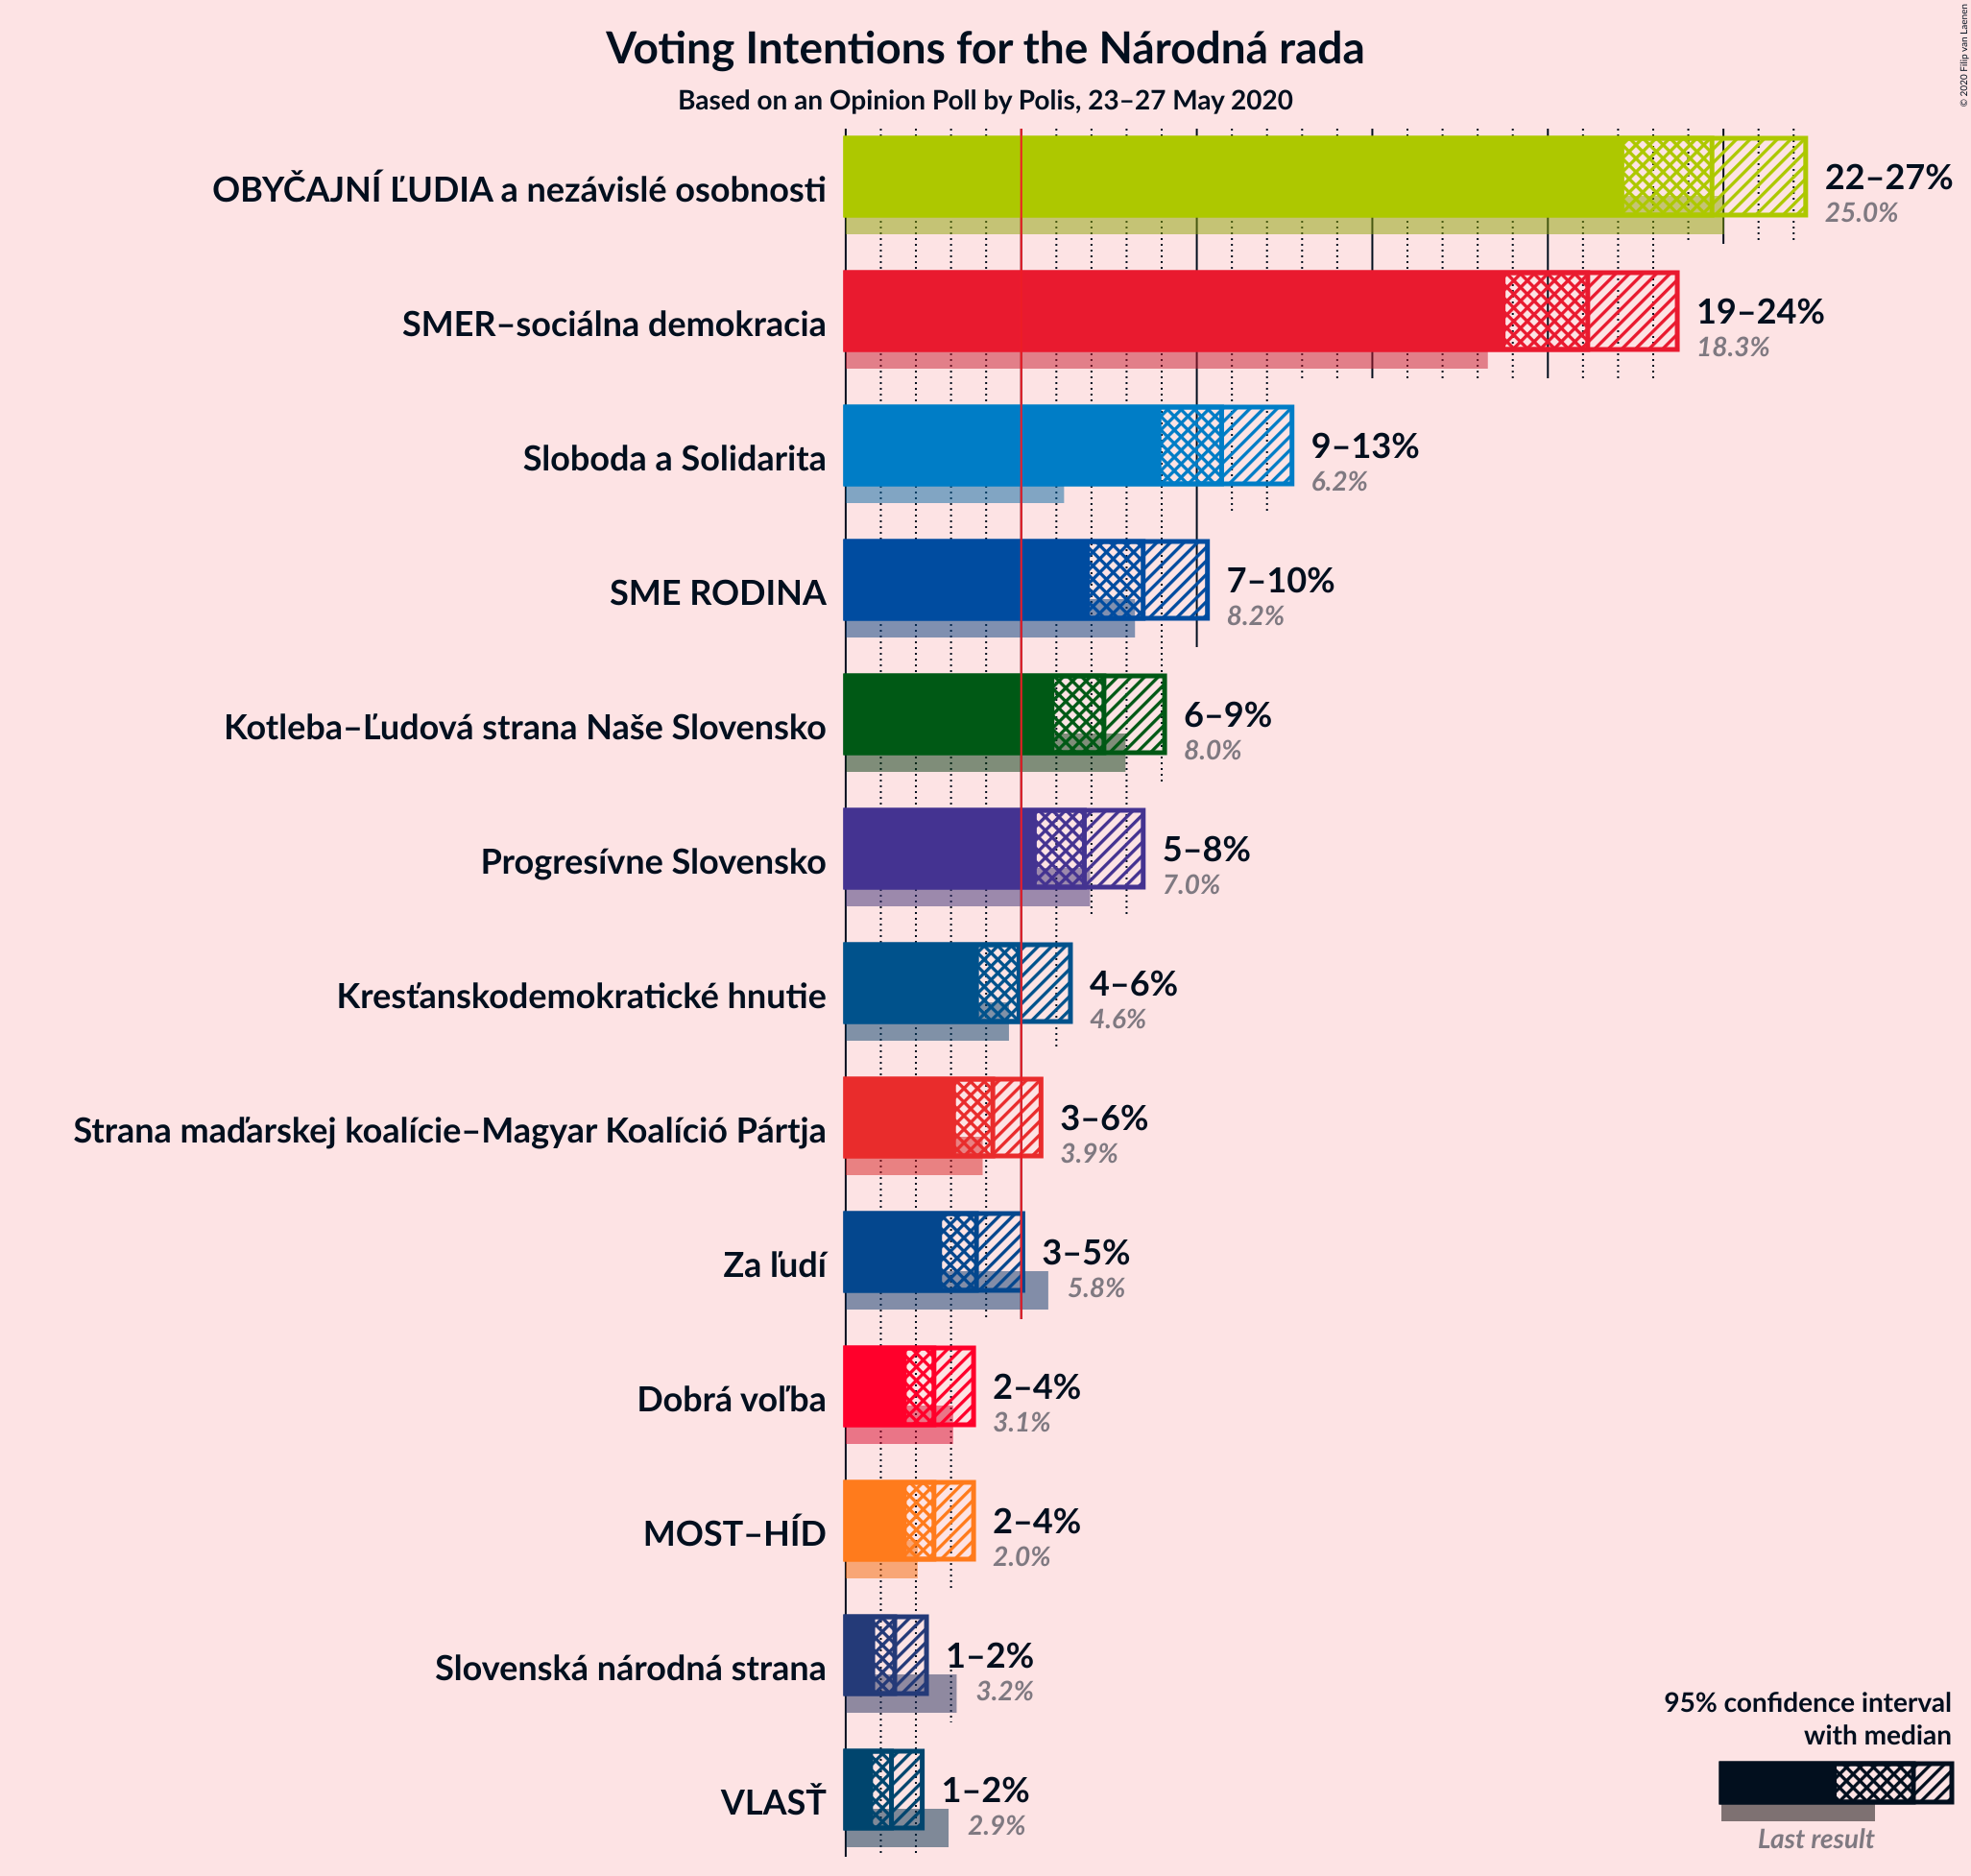 Voting Intentions for the Národná rada
Based on an Opinion Poll by Polis, 23–27 May 2020
© 2020 Filip van Laenen
OBYČAJNÍ ĽUDIA a nezávislé osobnosti
22–27%
25.0%
SMER–sociálna demokracia
19–24%
18.3%
Sloboda a Solidarita
9–13%
6.2%
SME RODINA
7–10%
8.2%
Kotleba–Ľudová strana Naše Slovensko
6–9%
8.0%
Progresívne Slovensko
5–8%
7.0%
Kresťanskodemokratické hnutie
4–6%
4.6%
Strana maďarskej koalície–Magyar Koalíció Pártja
3–6%
3.9%
Za ľudí
3–5%
5.8%
Dobrá voľba
2–4%
3.1%
MOST–HÍD
2–4%
2.0%
Slovenská národná strana
1–2%
3.2%
VLASŤ
1–2%
2.9%
95% confidence interval
with median
Last result